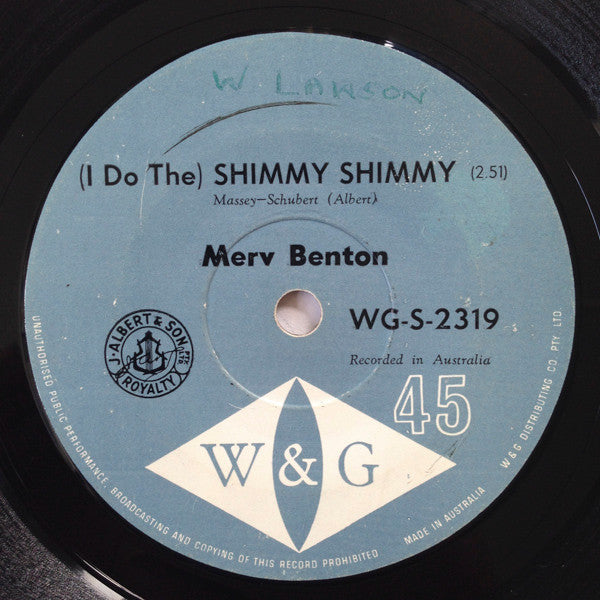 W LAWSON
(I Do The) SHIMMY SHIMMY (2.51)
Massey—Schubert (Albert)
Merv Benton
WG-S-2319
Recorded in Australia
J. ALBERT & SON PTY LTD
ROYALTY
45
W & G
UNAUTHORISED PUBLIC PERFORMANCE, BROADCASTING AND COPYING OF THIS RECORD PROHIBITED
MADE IN AUSTRALIA
W & G DISTRIBUTING CO. PTY. LTD.